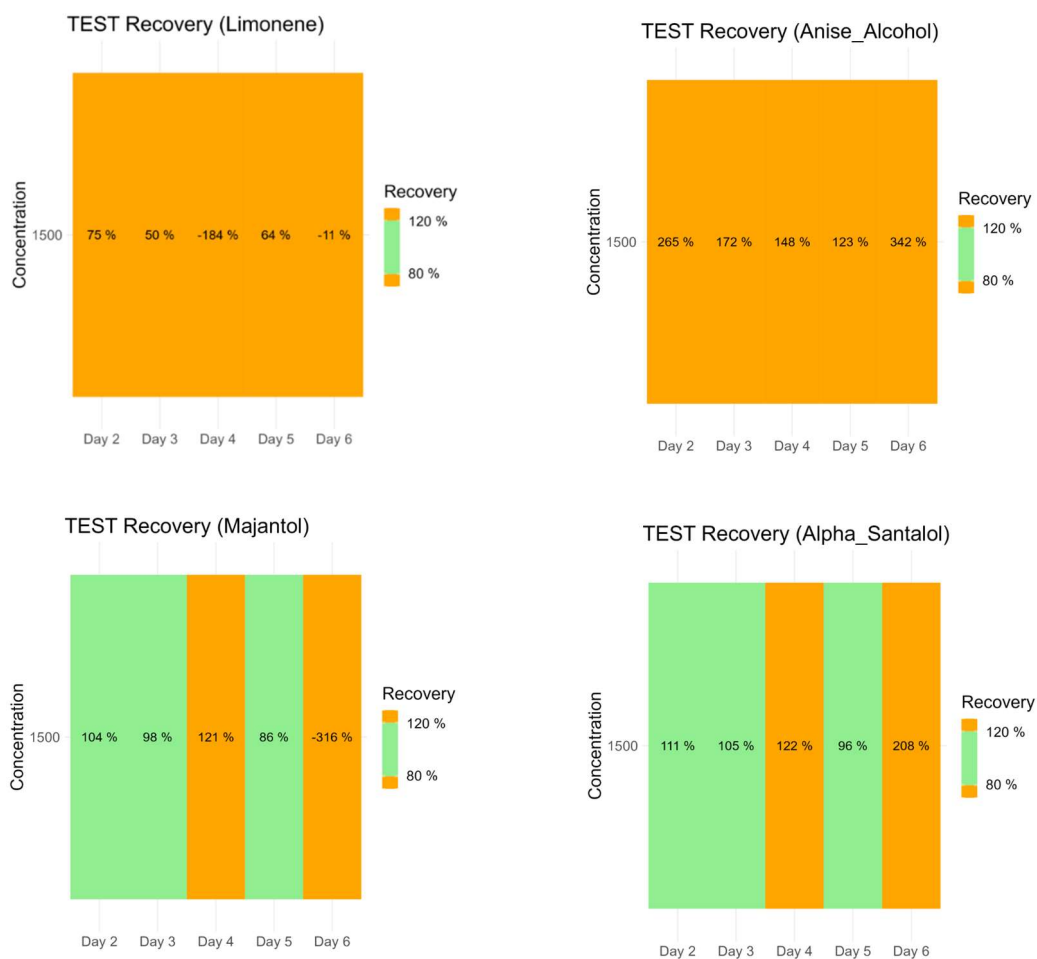 TEST Recovery (Limonene)
Concentration
1500
75 % 50 % -184 % 64 % -11 %
Day 2 Day 3 Day 4 Day 5 Day 6
Recovery
120 %
80 %
TEST Recovery (Anise_Alcohol)
Concentration
1500
265 % 172 % 148 % 123 % 342 %
Day 2 Day 3 Day 4 Day 5 Day 6
Recovery
120 %
80 %
TEST Recovery (Majantol)
Concentration
1500
104 % 98 % 121 % 86 % -316 %
Day 2 Day 3 Day 4 Day 5 Day 6
Recovery
120 %
80 %
TEST Recovery (Alpha_Santalol)
Concentration
1500
111 % 105 % 122 % 96 % 208 %
Day 2 Day 3 Day 4 Day 5 Day 6
Recovery
120 %
80 %